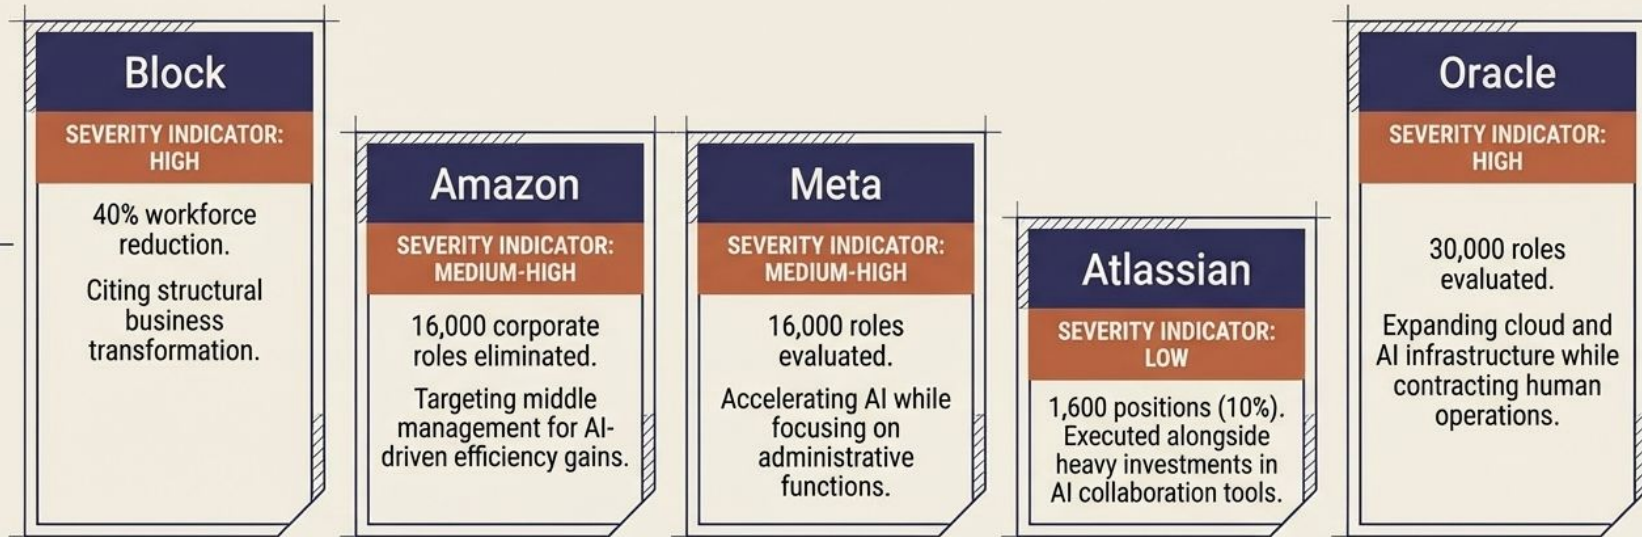 Block
SEVERITY INDICATOR:
HIGH
40% workforce
reduction.
Citing structural
business
transformation.
Amazon
SEVERITY INDICATOR:
MEDIUM-HIGH
16,000 corporate
roles eliminated.
Targeting middle
management for AI-
driven efficiency gains.
Meta
SEVERITY INDICATOR:
MEDIUM-HIGH
16,000 roles
evaluated.
Accelerating AI while
focusing on
administrative
functions.
Atlassian
SEVERITY INDICATOR:
LOW
1,600 positions (10%).
Executed alongside
heavy investments in
AI collaboration tools.
Oracle
SEVERITY INDICATOR:
HIGH
30,000 roles
evaluated.
Expanding cloud and
AI infrastructure while
contracting human
operations.